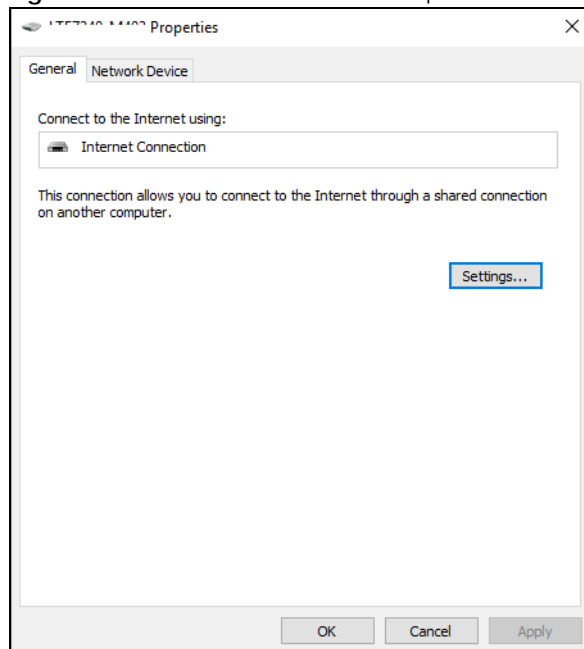 Properties
General
Network Device
Connect to the Internet using:
Internet Connection
This connection allows you to connect to the Internet through a shared connection
on another computer.
Settings...
OK
Cancel
Apply